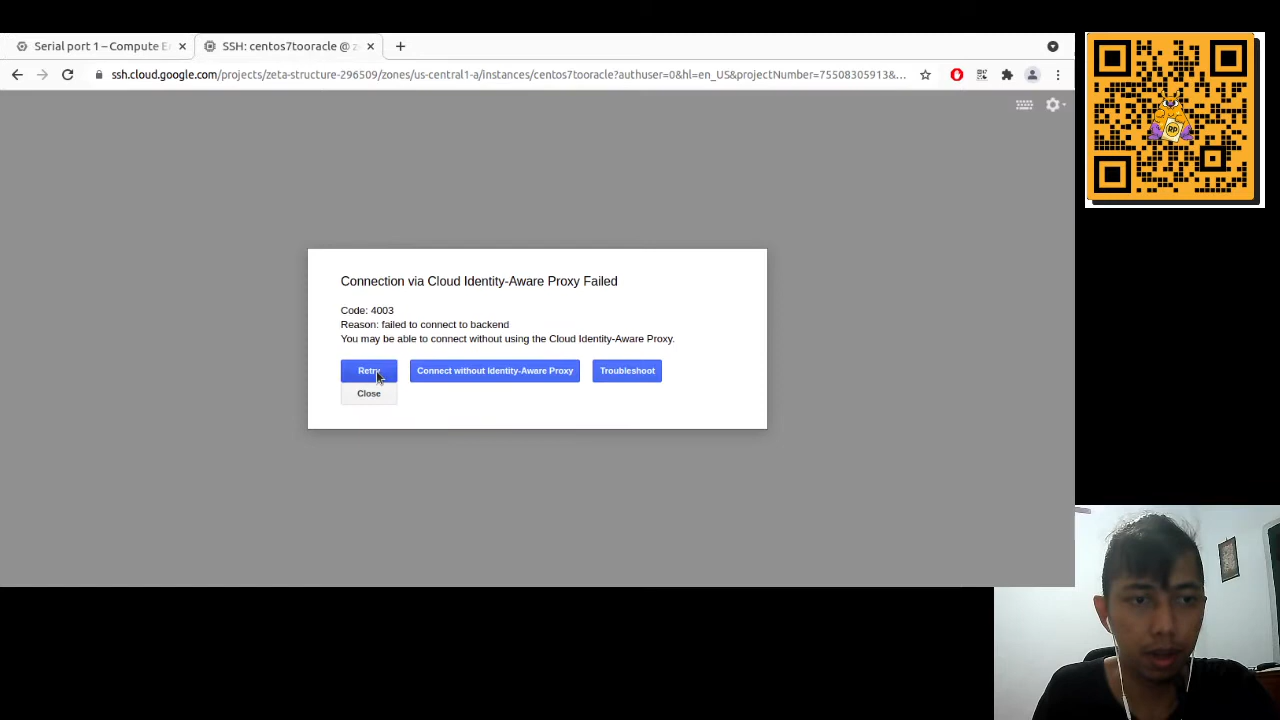 Serial port 1 – Compute E
SSH: centos7tooracle @ z
ssh.cloud.google.com/projects/zeta-structure-296509/zones/us-central1-a/instances/centos7tooracle?authuser=0&hl=en_US&projectNumber=75508305913&...
RP
Connection via Cloud Identity-Aware Proxy Failed
Code: 4003
Reason: failed to connect to backend
You may be able to connect without using the Cloud Identity-Aware Proxy.
Retry
Connect without Identity-Aware Proxy
Troubleshoot
Close